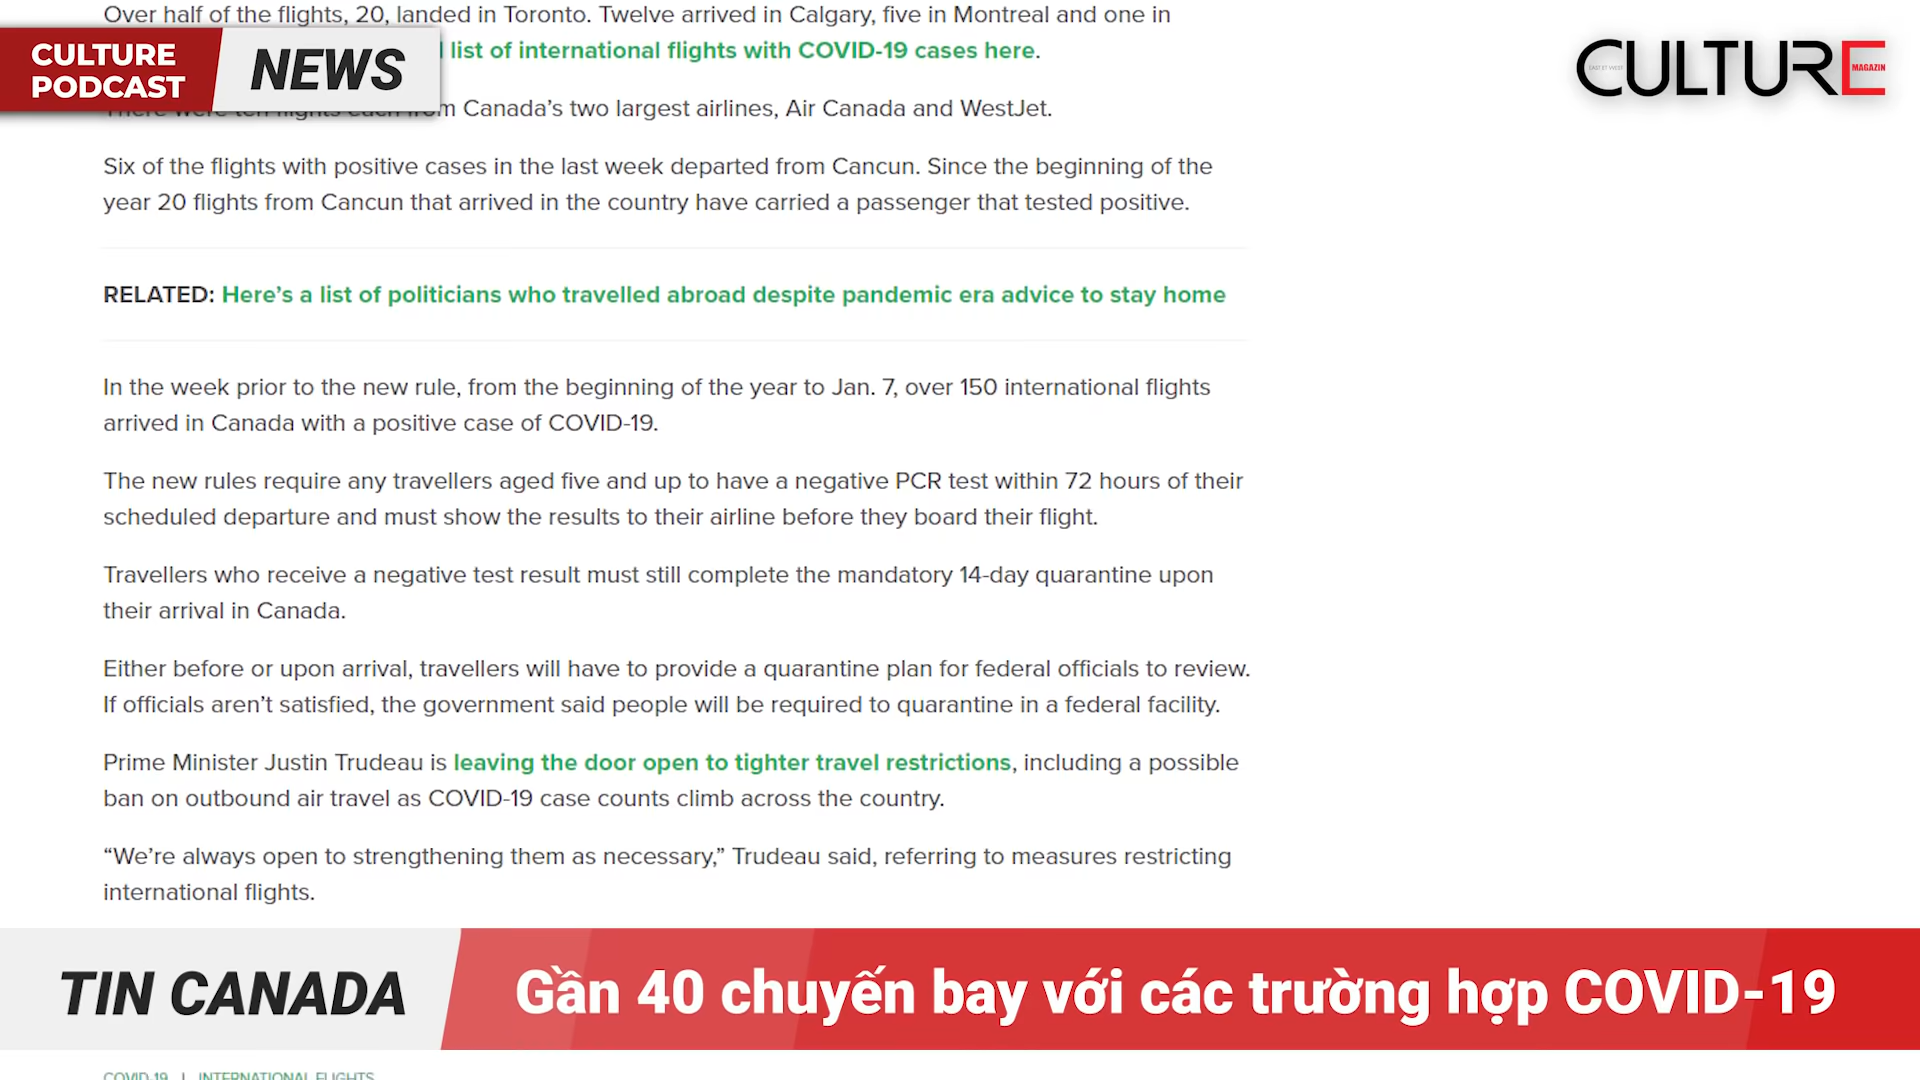 Over half of the flights, 20, landed in Toronto. Twelve arrived in Calgary, five in Montreal and one in
CULTURE
PODCAST
NEWS
list of international flights with COVID-19 cases here.
CULTURE
EAST ET WEST
MAGAZIN
There were ten flights each from Canada’s two largest airlines, Air Canada and WestJet.
Six of the flights with positive cases in the last week departed from Cancun. Since the beginning of the
year 20 flights from Cancun that arrived in the country have carried a passenger that tested positive.
RELATED: Here’s a list of politicians who travelled abroad despite pandemic era advice to stay home
In the week prior to the new rule, from the beginning of the year to Jan. 7, over 150 international flights
arrived in Canada with a positive case of COVID-19.
The new rules require any travellers aged five and up to have a negative PCR test within 72 hours of their
scheduled departure and must show the results to their airline before they board their flight.
Travellers who receive a negative test result must still complete the mandatory 14-day quarantine upon
their arrival in Canada.
Either before or upon arrival, travellers will have to provide a quarantine plan for federal officials to review.
If officials aren’t satisfied, the government said people will be required to quarantine in a federal facility.
Prime Minister Justin Trudeau is leaving the door open to tighter travel restrictions, including a possible
ban on outbound air travel as COVID-19 case counts climb across the country.
“We’re always open to strengthening them as necessary,” Trudeau said, referring to measures restricting
international flights.
TIN CANADA
Gần 40 chuyến bay với các trường hợp COVID-19
COVID-19 | INTERNATIONAL FLIGHTS